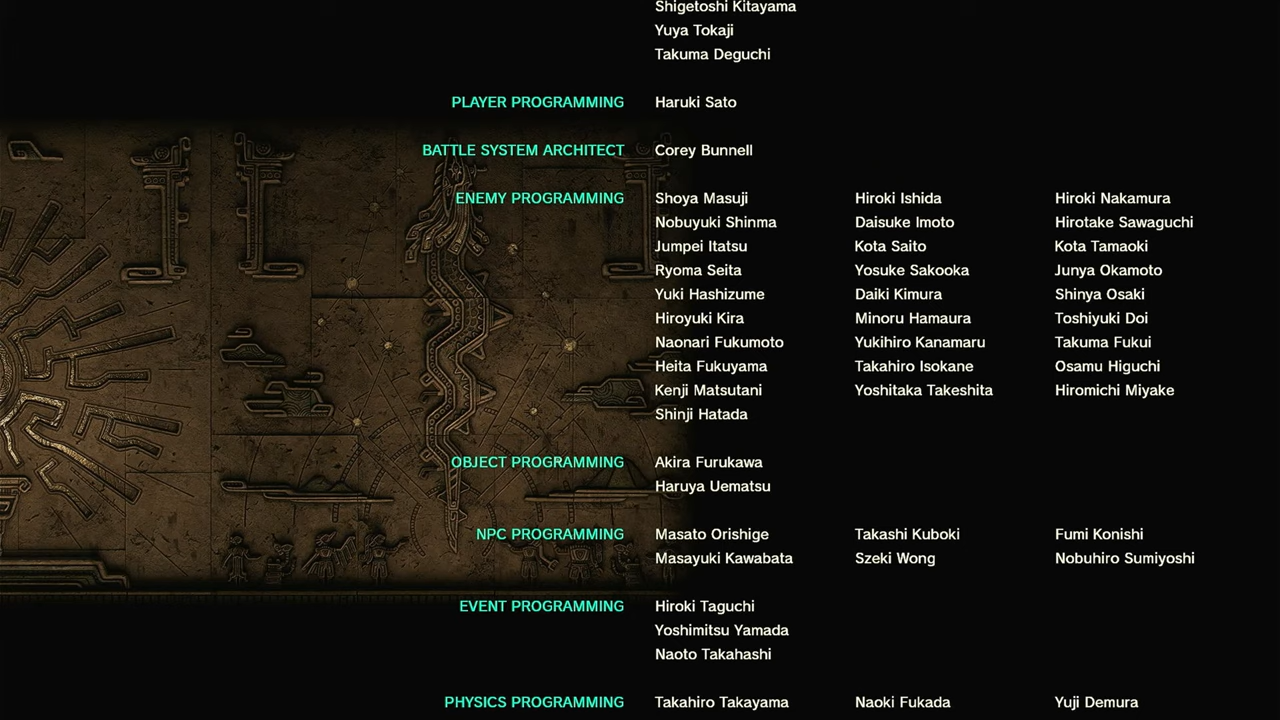 Shigetoshi Kitayama
Yuya Tokaji
Takuma Deguchi
PLAYER PROGRAMMING Haruki Sato
BATTLE SYSTEM ARCHITECT Corey Bunnell
ENEMY PROGRAMMING Shoya Masuji Hiroki Ishida Hiroki Nakamura
Nobuyuki Shinma Daisuke Imoto Hirotake Sawaguchi
Jumpei Itatsu Kota Saito Kota Tamaoki
Ryoma Seita Yosuke Sakooka Junya Okamoto
Yuki Hashizume Daiki Kimura Shinya Osaki
Hiroyuki Kira Minoru Hamaura Toshiyuki Doi
Naonari Fukumoto Yukihiro Kanamaru Takuma Fukui
Heita Fukuyama Takahiro Isokane Osamu Higuchi
Kenji Matsutani Yoshitaka Takeshita Hiromichi Miyake
Shinji Hatada
OBJECT PROGRAMMING Akira Furukawa
Haruya Uematsu
NPC PROGRAMMING Masato Orishige Takashi Kuboki Fumi Konishi
Masayuki Kawabata Szeki Wong Nobuhiro Sumiyoshi
EVENT PROGRAMMING Hiroki Taguchi
Yoshimitsu Yamada
Naoto Takahashi
PHYSICS PROGRAMMING Takahiro Takayama Naoki Fukada Yuji Demura